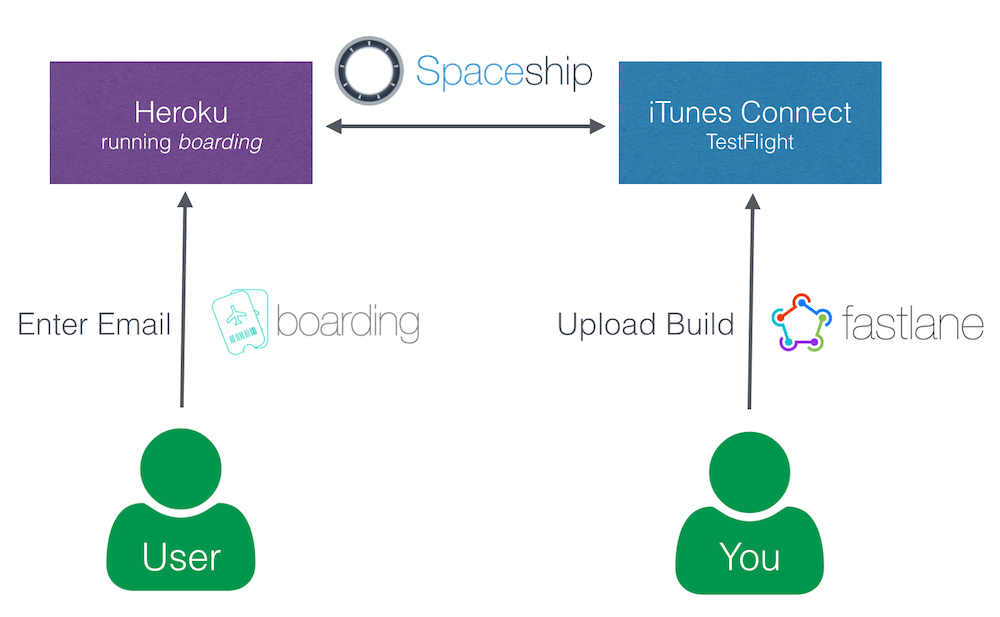 Spaceship
Heroku
running boarding
iTunes Connect
TestFlight
Enter Email
boarding
Upload Build
fastlane
User
You